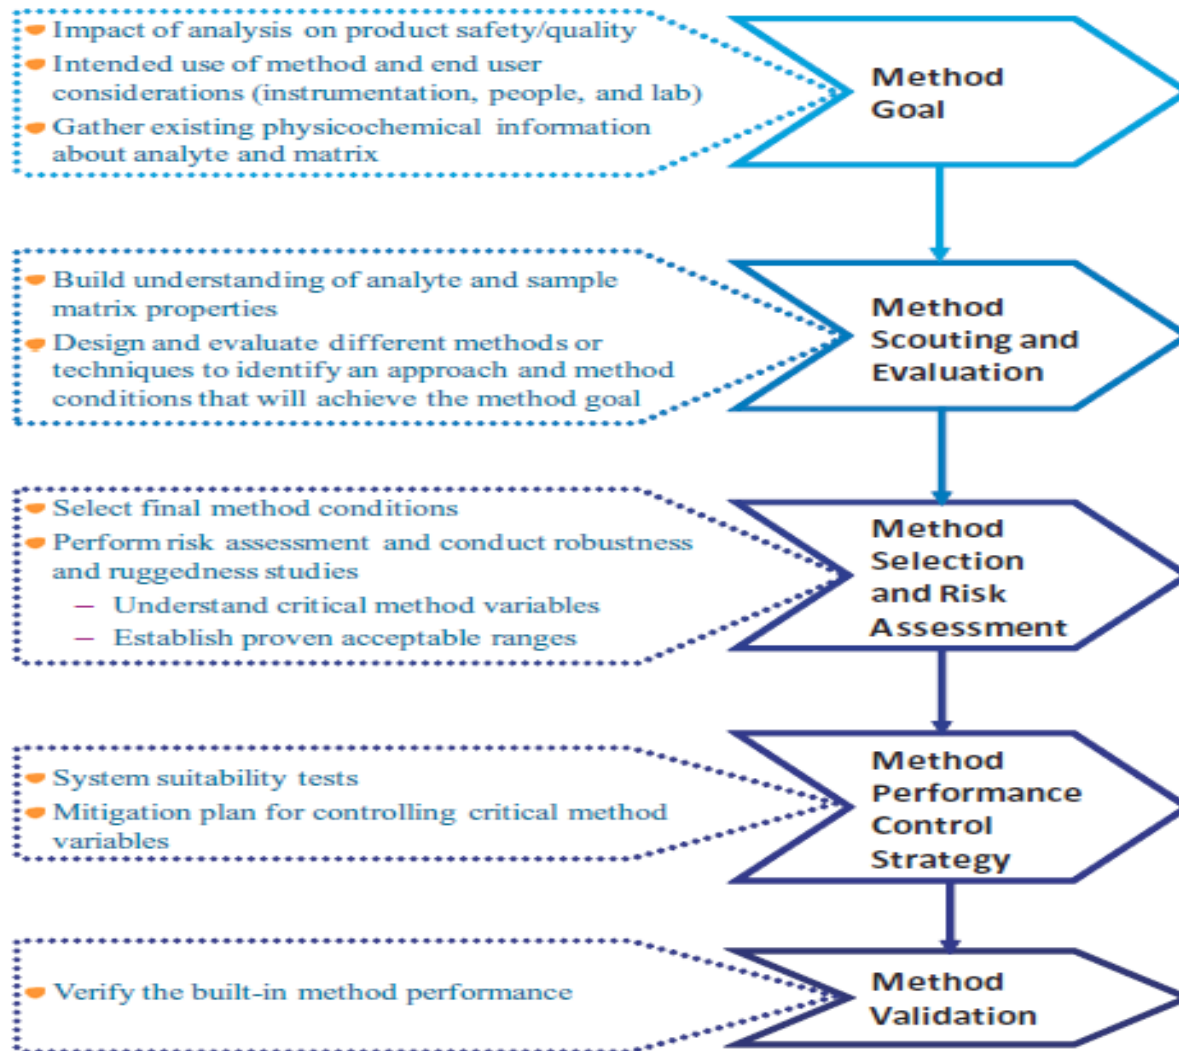 Impact of analysis on product safety/quality
Intended use of method and end user
considerations (instrumentation, people, and lab)
Gather existing physicochemical information
about analyte and matrix
Method
Goal
Build understanding of analyte and sample
matrix properties
Design and evaluate different methods or
techniques to identify an approach and method
conditions that will achieve the method goal
Method
Scouting and
Evaluation
Select final method conditions
Perform risk assessment and conduct robustness
and ruggedness studies
– Understand critical method variables
– Establish proven acceptable ranges
Method
Selection
and Risk
Assessment
System suitability tests
Mitigation plan for controlling critical method
variables
Method
Performance
Control
Strategy
Verify the built-in method performance
Method
Validation